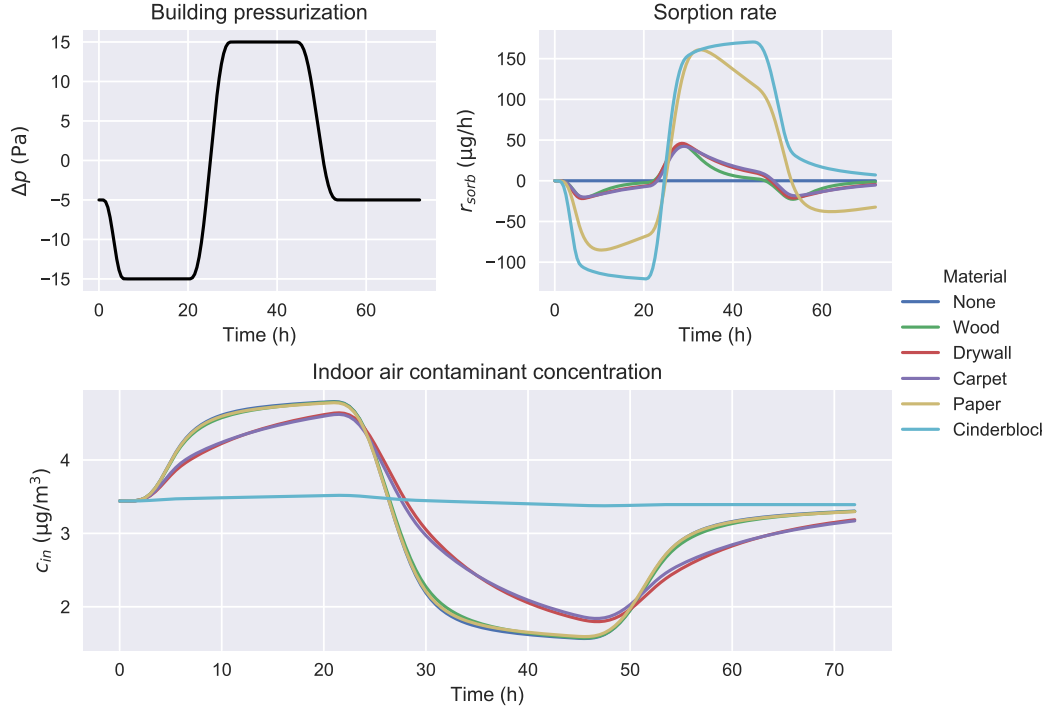 Building pressurization
Sorption rate
15
10
5
0
−5
−10
−15
Δp (Pa)
0
20
40
60
Time (h)
150
100
50
0
−50
−100
r_sorb (μg/h)
0
20
40
60
Time (h)
Material
None
Wood
Drywall
Carpet
Paper
Cinderblocl
Indoor air contaminant concentration
4
3
2
c_in (μg/m³)
0
10
20
30
40
50
60
70
Time (h)